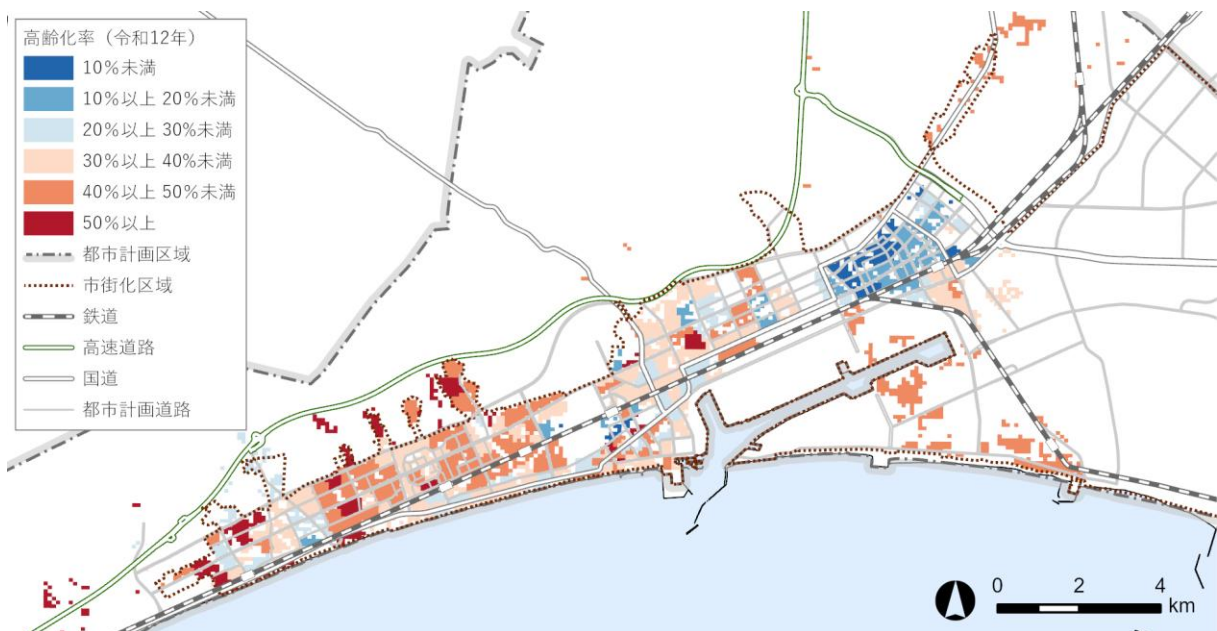 高齢化率（令和12年）
10％未満
10％以上 20％未満
20％以上 30％未満
30％以上 40％未満
40％以上 50％未満
50％以上
都市計画区域
市街化区域
鉄道
高速道路
国道
都市計画道路
0 2 4
km